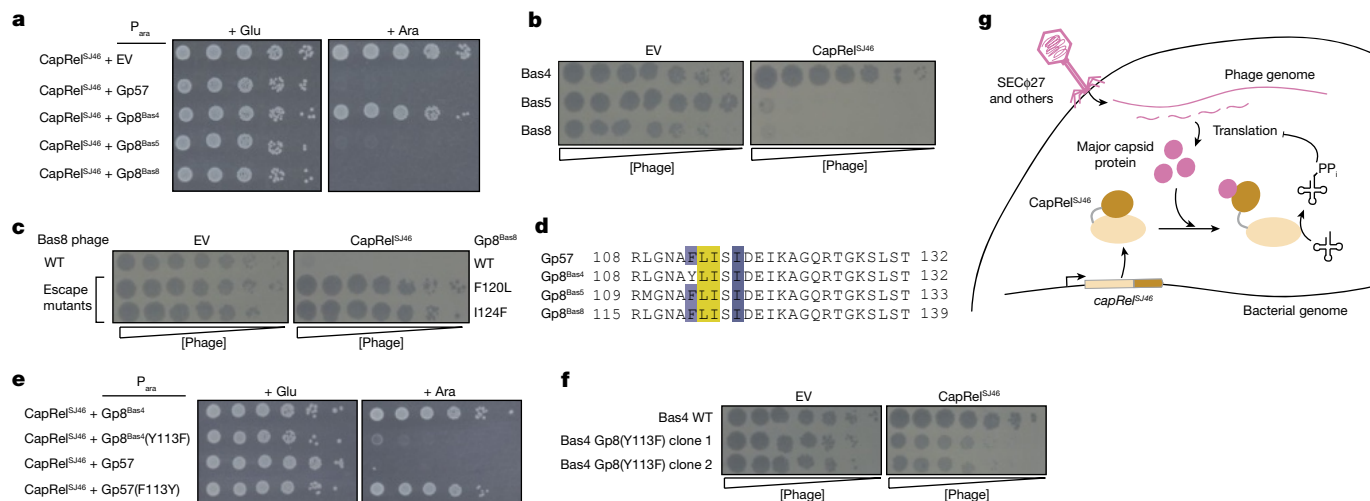 a
P_ara
+ Glu
+ Ara
CapRel^SJ46 + EV
CapRel^SJ46 + Gp57
CapRel^SJ46 + Gp8^Bas4
CapRel^SJ46 + Gp8^Bas5
CapRel^SJ46 + Gp8^Bas8
b
EV
CapRel^SJ46
Bas4
Bas5
Bas8
[Phage]
[Phage]
c
Bas8 phage
EV
CapRel^SJ46
Gp8^Bas8
WT
WT
Escape mutants
F120L
I124F
[Phage]
[Phage]
d
Gp57 108 RLGNAFLISIDEIKAGQRTGKSLST 132
Gp8^Bas4 108 RLGNAYLISIDEIKAGQRTGKSLST 132
Gp8^Bas5 109 RMGNAFLISIDEIKAGQRTGKSLST 133
Gp8^Bas8 115 RLGNAFLISIDEIKAGQRTGKSLST 139
e
P_ara
+ Glu
+ Ara
CapRel^SJ46 + Gp8^Bas4
CapRel^SJ46 + Gp8^Bas4(Y113F)
CapRel^SJ46 + Gp57
CapRel^SJ46 + Gp57(F113Y)
f
EV
CapRel^SJ46
Bas4 WT
Bas4 Gp8(Y113F) clone 1
Bas4 Gp8(Y113F) clone 2
[Phage]
[Phage]
g
SECϕ27
and others
Phage genome
Translation
Major capsid
protein
PP_i
CapRel^SJ46
capRel^SJ46
Bacterial genome